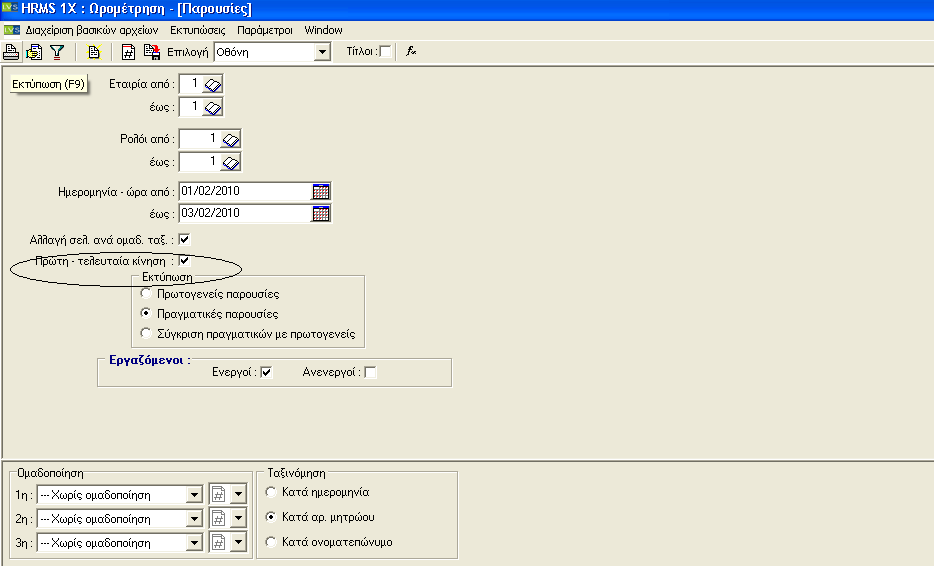 LVS HRMS 1X : Ωρομέτρηση - [Παρουσίες]
LVS Διαχείριση βασικών αρχείων Εκτυπώσεις Παράμετροι Window
Επιλογή Οθόνη Τίτλοι :
Εκτύπωση (F9)
Εταιρία από : 1
έως : 1
Ρολόι από : 1
έως : 1
Ημερομηνία - ώρα από : 01/02/2010
έως : 03/02/2010
Αλλαγή σελ. ανά ομαδ. ταξ. :
Πρώτη - τελευταία κίνηση :
Εκτύπωση
Πρωτογενείς παρουσίες
Πραγματικές παρουσίες
Σύγκριση πραγματικών με πρωτογενείς
Εργαζόμενοι :
Ενεργοί : Ανενεργοί :
Ομαδοποίηση
1η : --- Χωρίς ομαδοποίηση
2η : --- Χωρίς ομαδοποίηση
3η : --- Χωρίς ομαδοποίηση
Ταξινόμηση
Κατά ημερομηνία
Κατά αρ. μητρώου
Κατά ονοματεπώνυμο